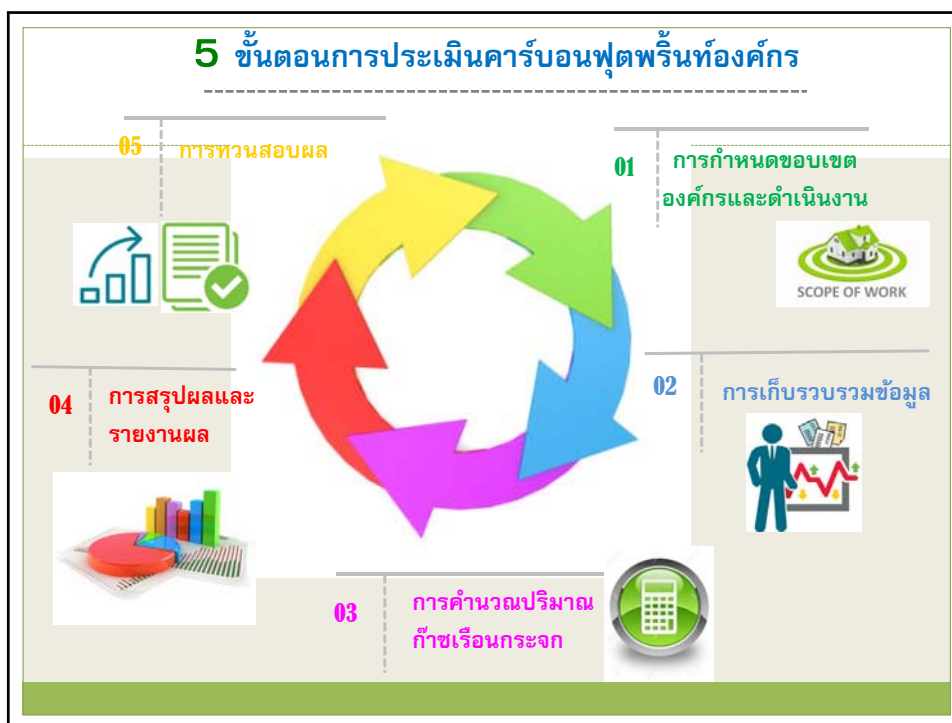 5 ขั้นตอนการประเมินคาร์บอนฟุตพริ้นท์องค์กร
01 การกำหนดขอบเขต
องค์กรและดำเนินงาน
SCOPE OF WORK
02 การเก็บรวบรวมข้อมูล
03 การคำนวณปริมาณ
ก๊าซเรือนกระจก
04 การสรุปผลและ
รายงานผล
05 การทวนสอบผล